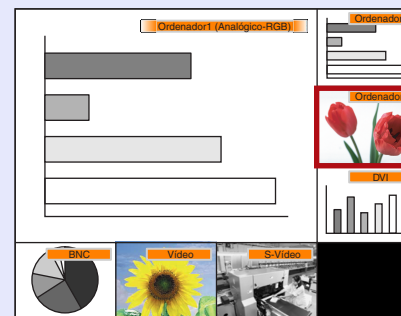 Ordenador1 (Analógico-RGB)
Ordenador
Ordenador
DVI
BNC
Vídeo
S-Vídeo